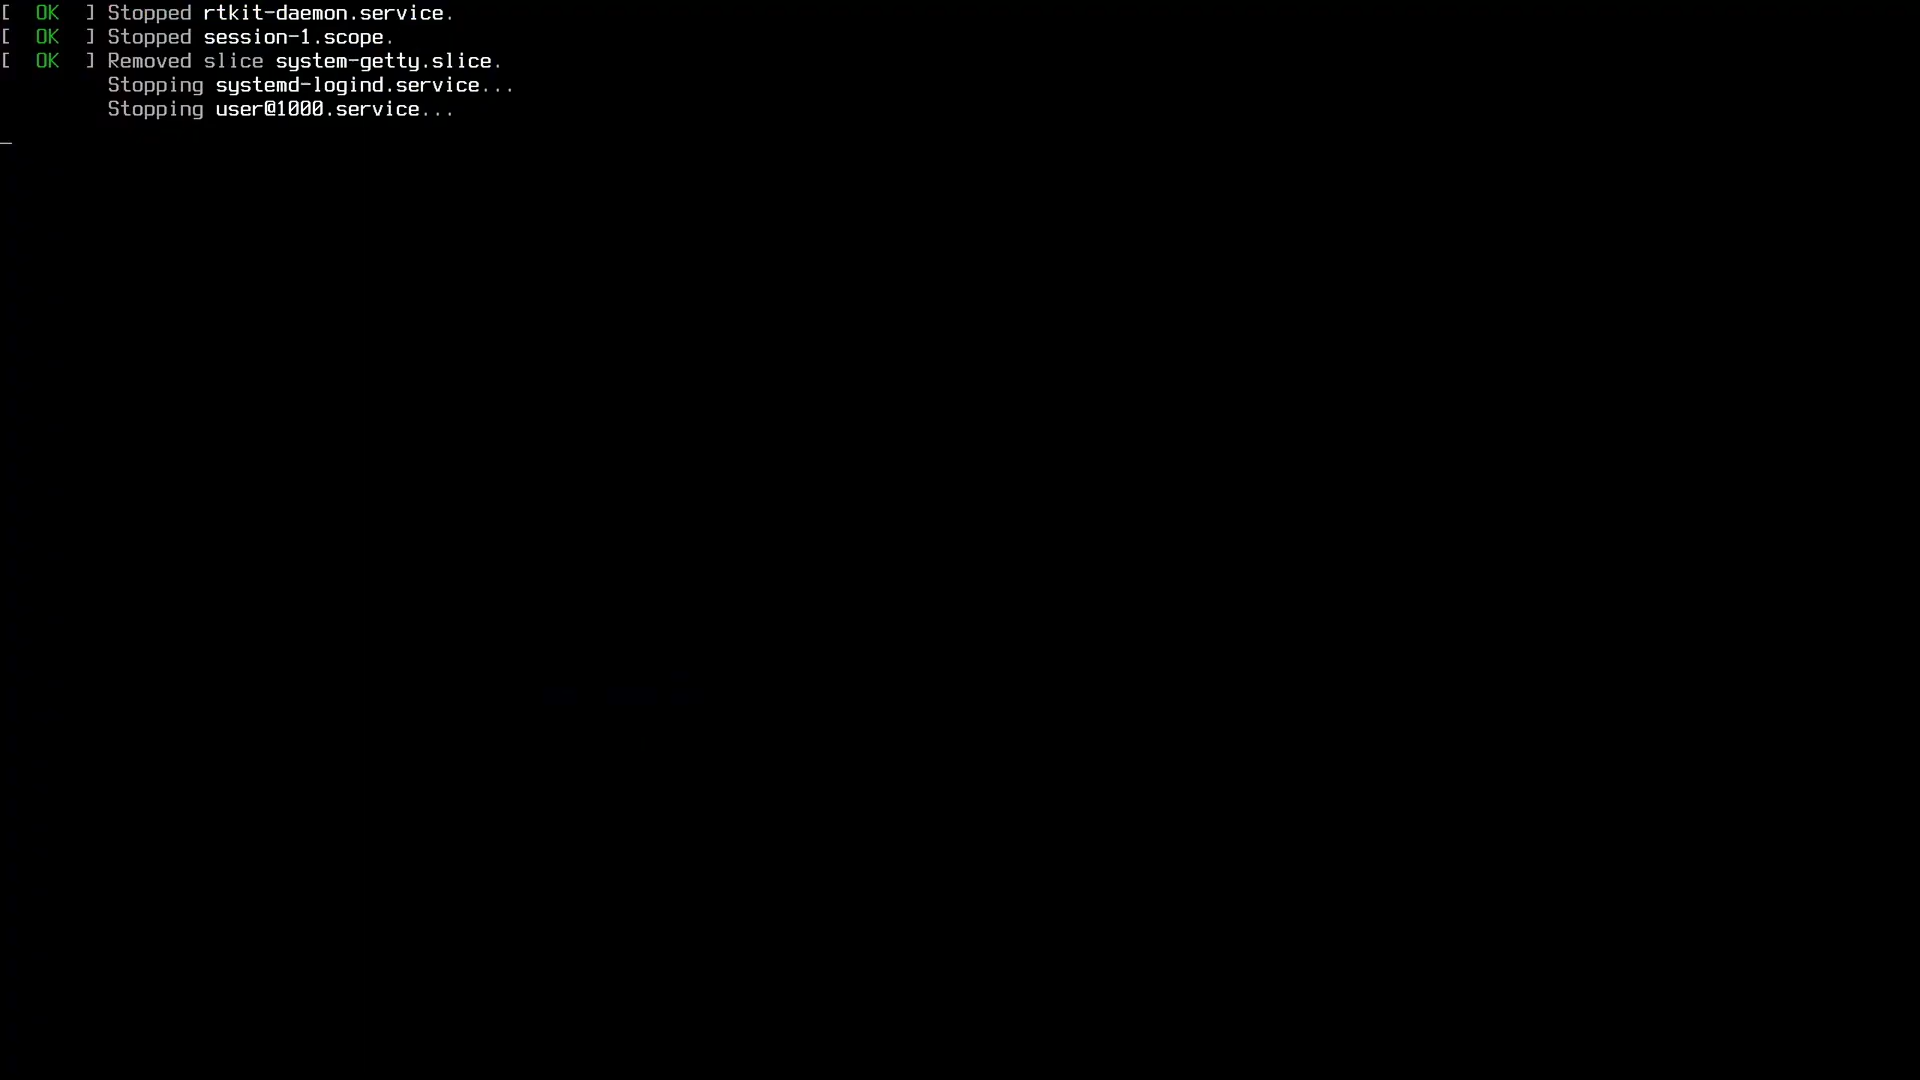 [  OK  ] Stopped rtkit-daemon.service.
[  OK  ] Stopped session-1.scope.
[  OK  ] Removed slice system-getty.slice.
         Stopping systemd-logind.service...
         Stopping user@1000.service...